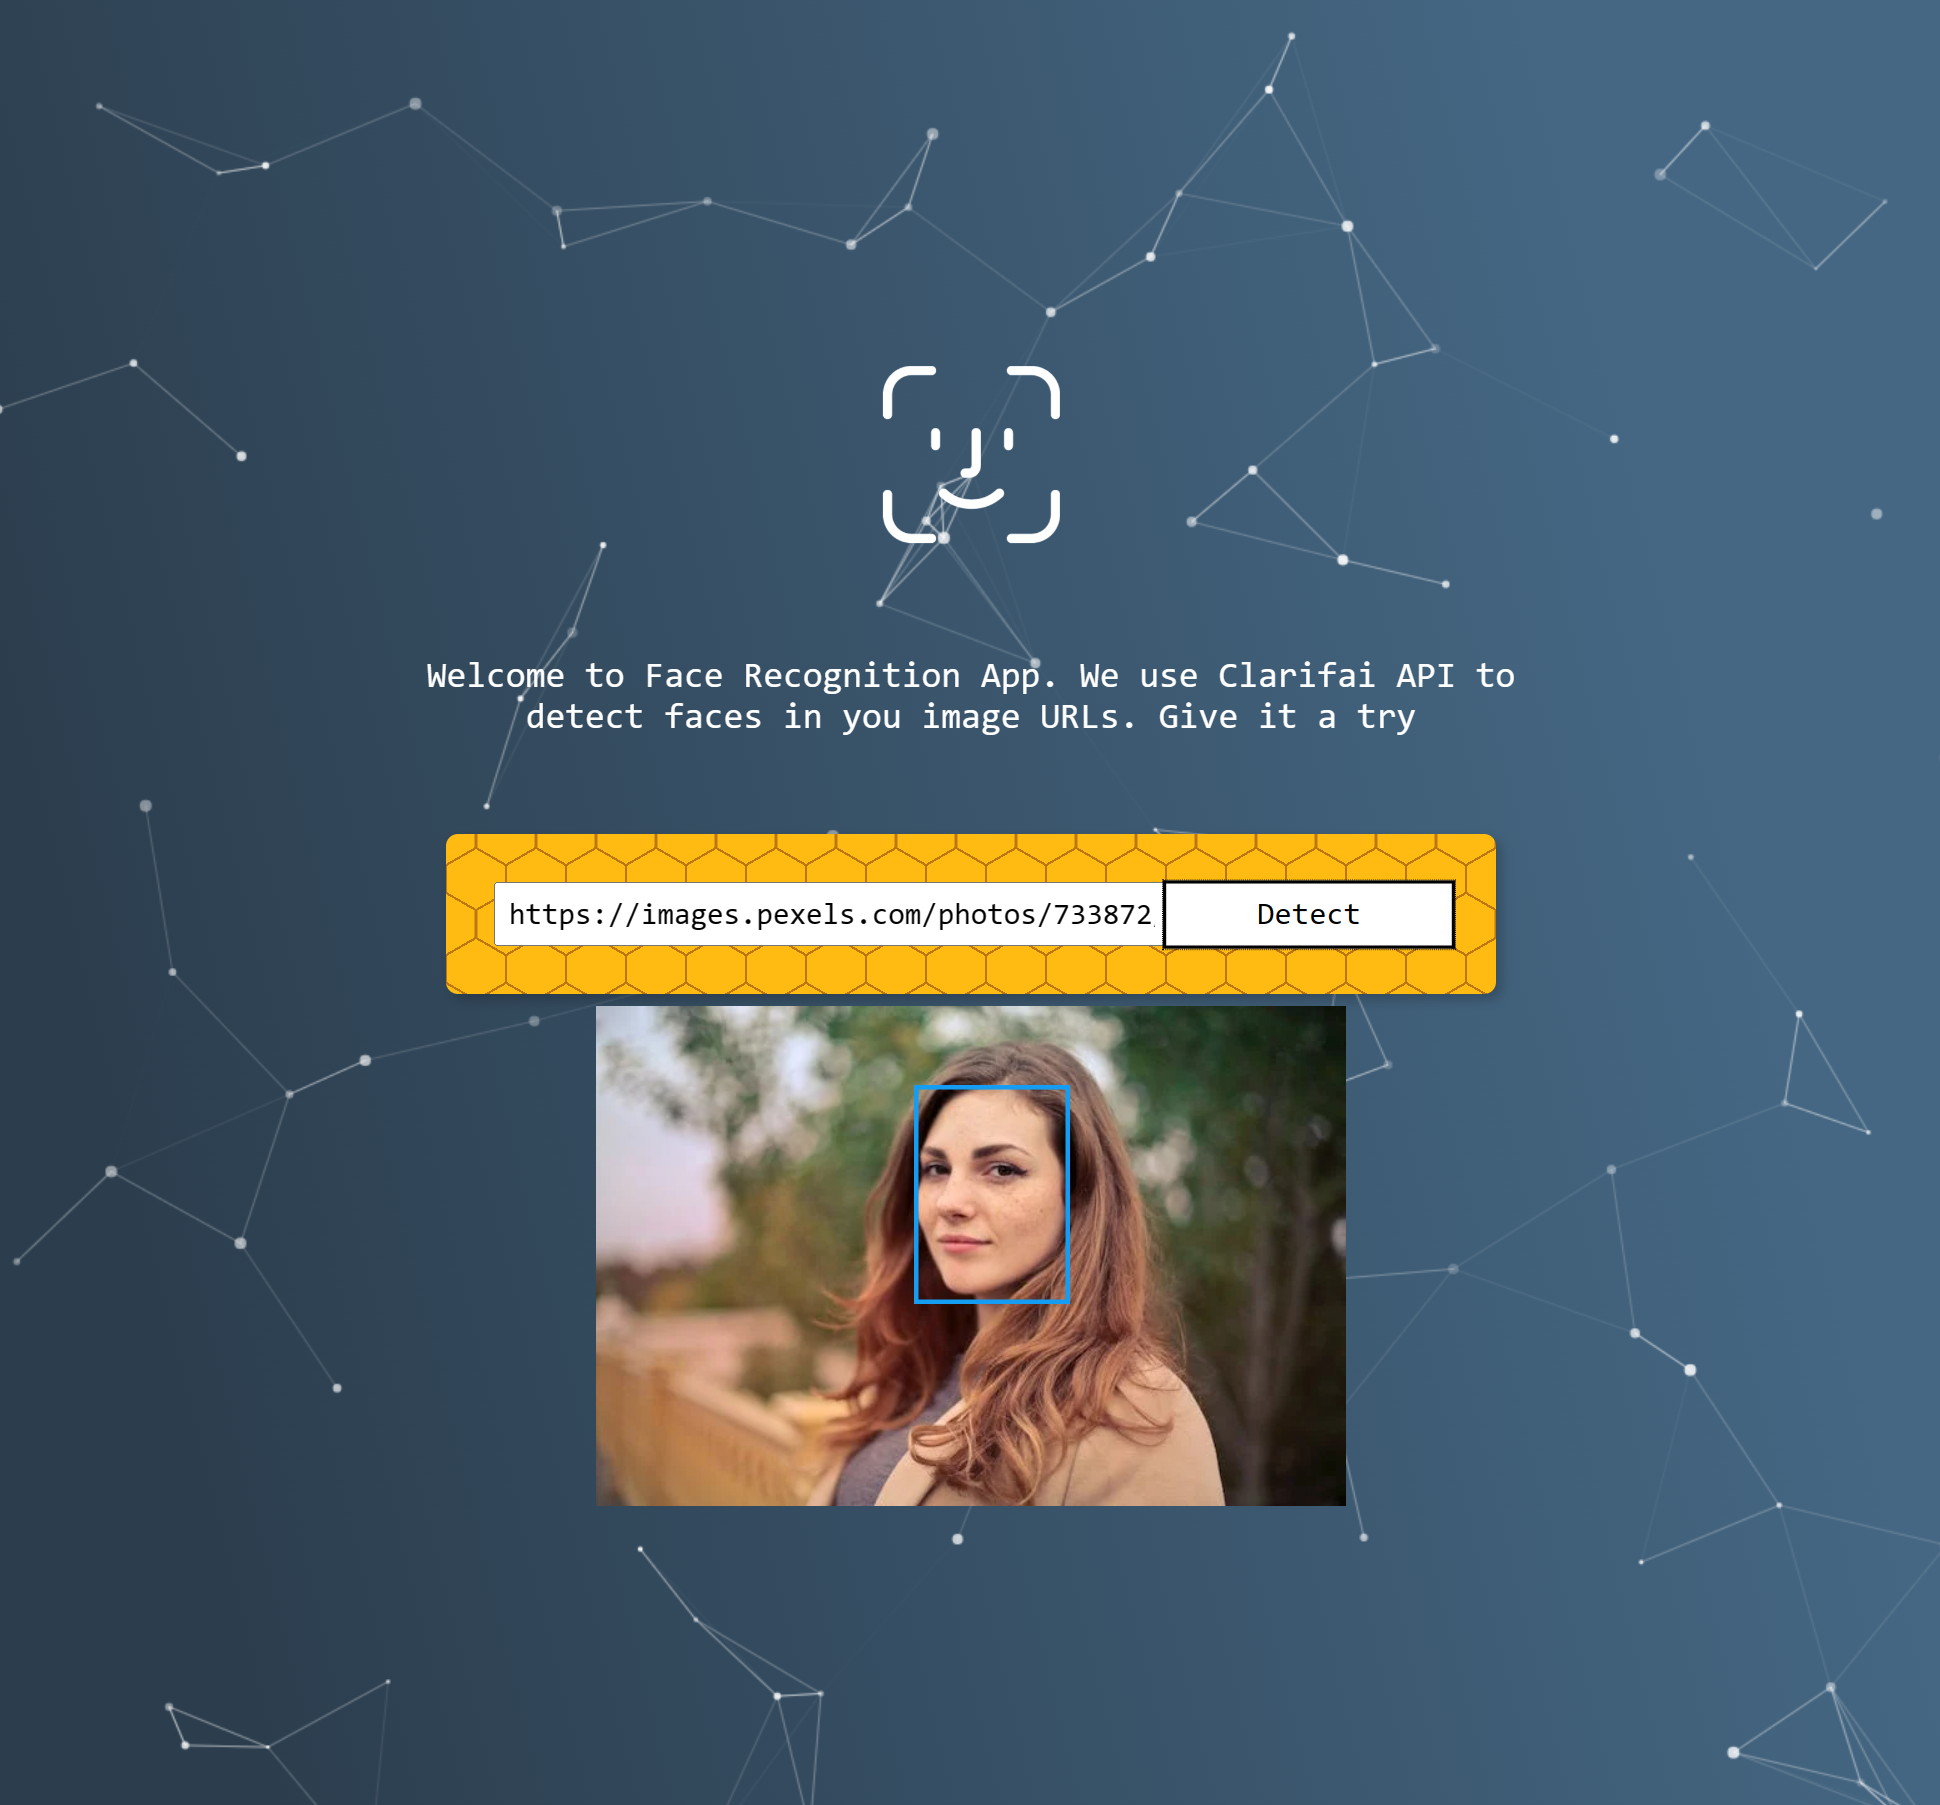 Welcome to Face Recognition App. We use Clarifai API to
detect faces in you image URLs. Give it a try
https://images.pexels.com/photos/733872
Detect